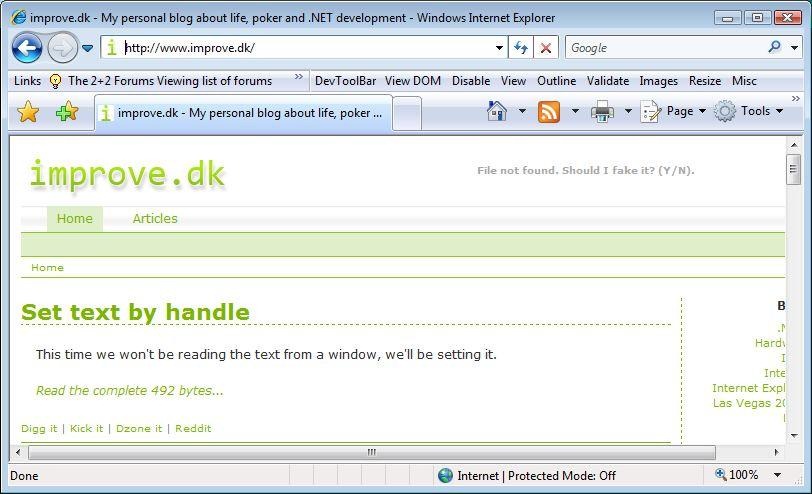 improve.dk - My personal blog about life, poker and .NET development - Windows Internet Explorer
http://www.improve.dk/
Google
Links The 2+2 Forums Viewing list of forums » DevToolBar View DOM Disable View Outline Validate Images Resize Misc
improve.dk - My personal blog about life, poker ... Page Tools »
improve.dk
File not found. Should I fake it? (Y/N).
Home Articles
Home
Set text by handle
This time we won't be reading the text from a window, we'll be setting it.
Read the complete 492 bytes...
Digg it | Kick it | Dzone it | Reddit
B
.N
Hardw
I
Inte
Internet Expl
Las Vegas 20
Done Internet | Protected Mode: Off 100%